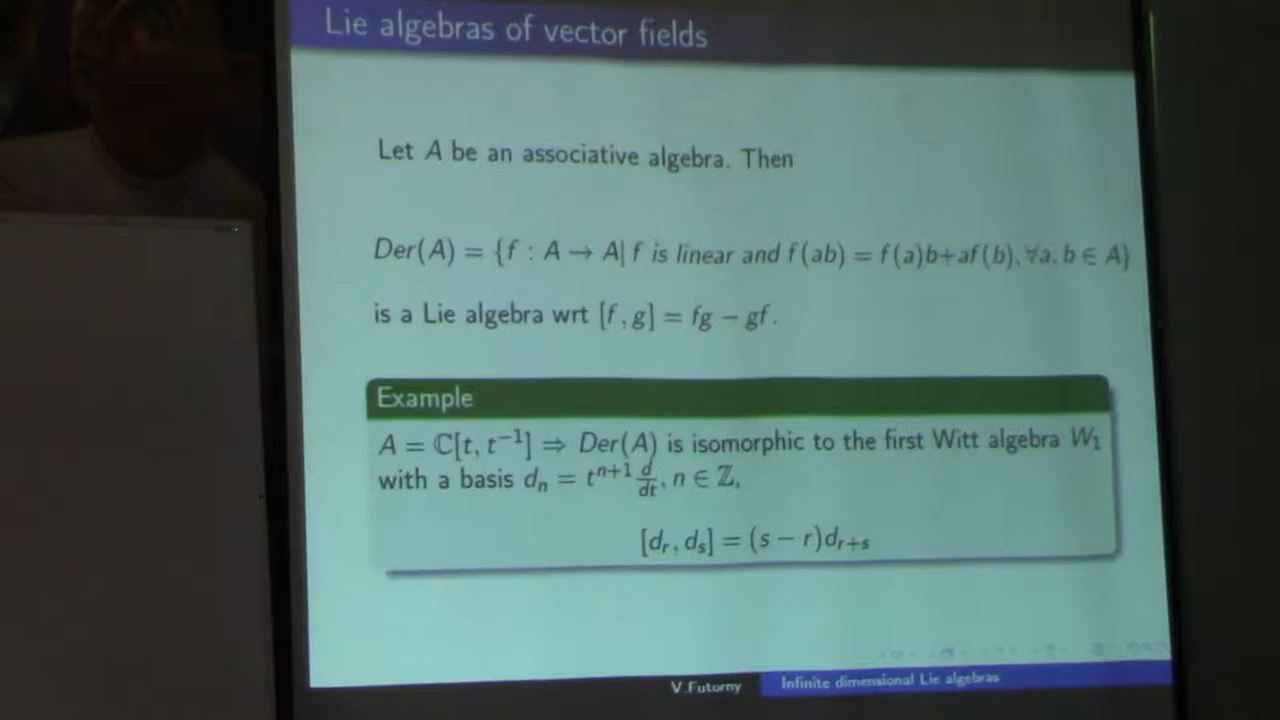 Lie algebras of vector fields
Let A be an associative algebra. Then
Der(A) = {f : A → A| f is linear and f(ab) = f(a)b+af(b), ∀a, b ∈ A}
is a Lie algebra wrt [f, g] = fg − gf.
Example
A = ℂ[t, t⁻¹] ⇒ Der(A) is isomorphic to the first Witt algebra W₁
with a basis dₙ = tⁿ⁺¹ d/dt, n ∈ ℤ,
[dᵣ, dₛ] = (s − r)dᵣ₊ₛ
V.Futorny Infinite dimensional Lie algebras